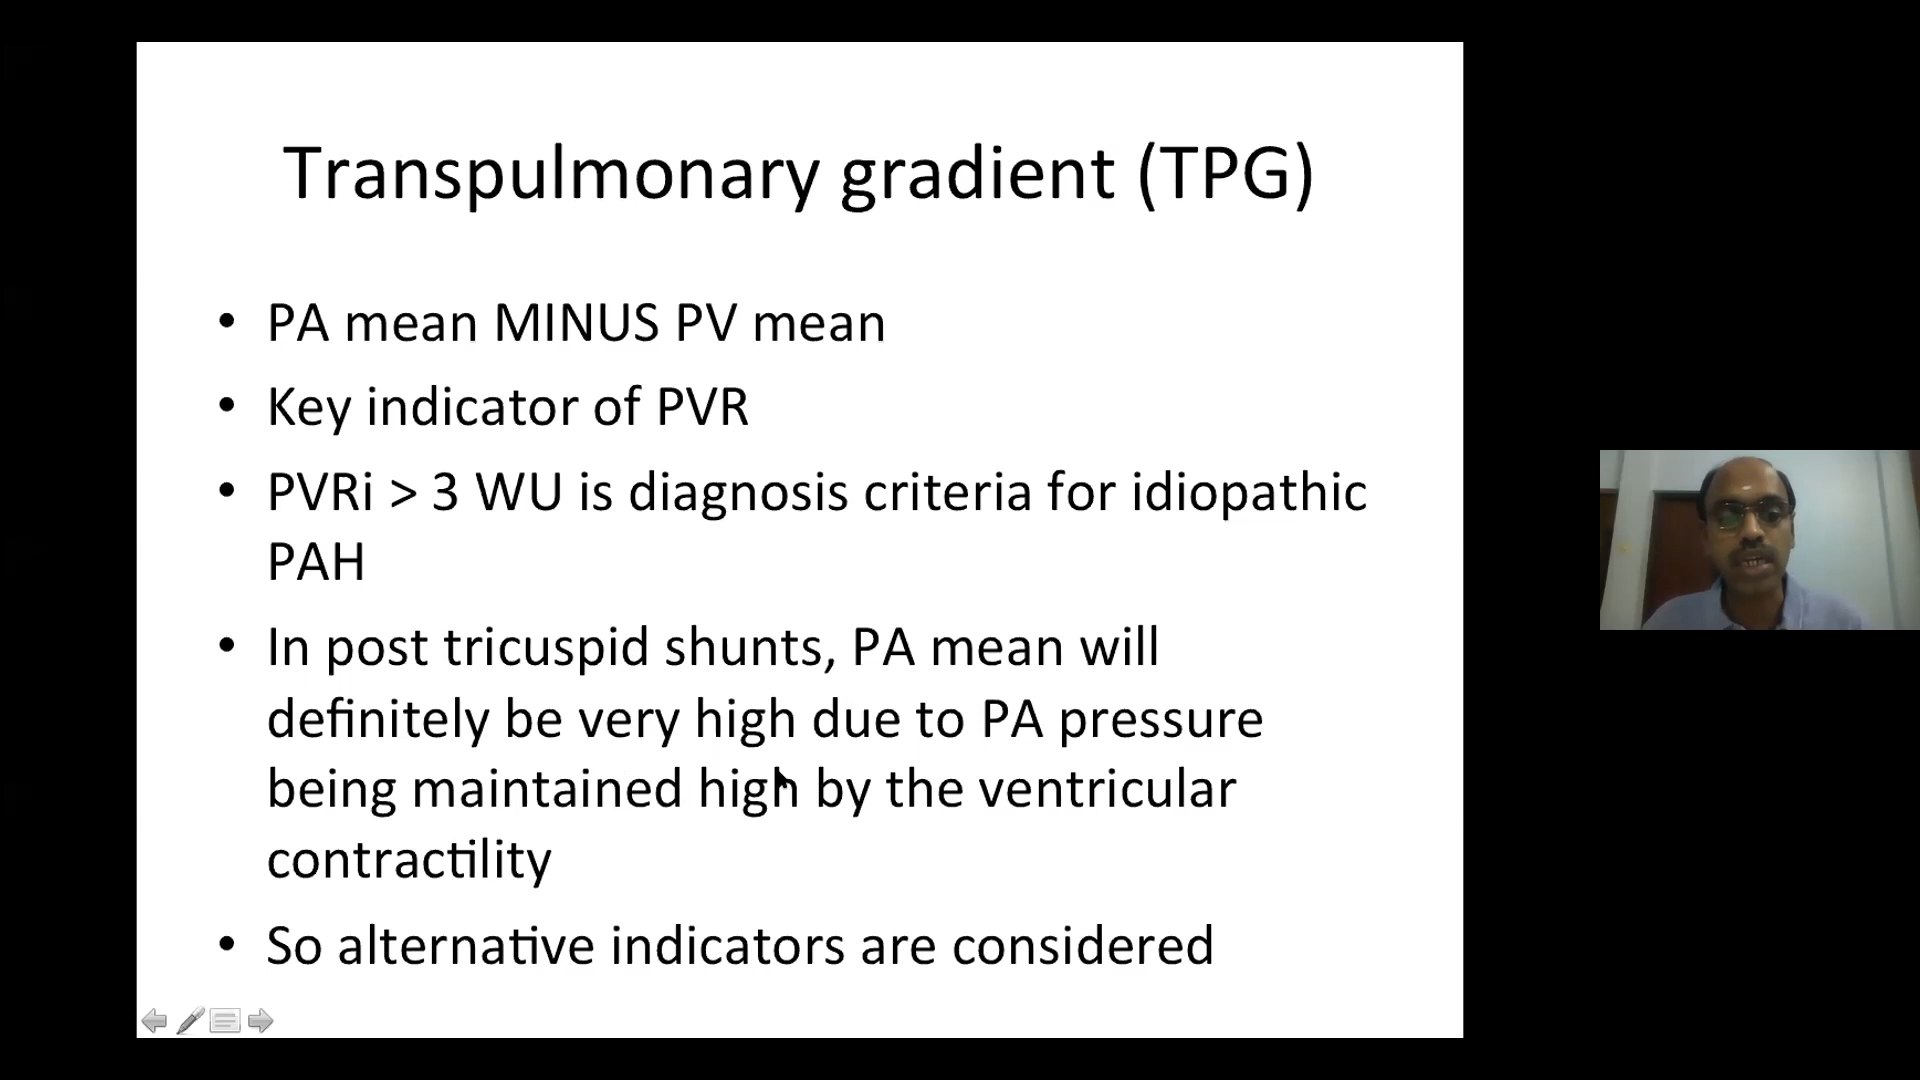 Transpulmonary gradient (TPG)
• PA mean MINUS PV mean
• Key indicator of PVR
• PVRi > 3 WU is diagnosis criteria for idiopathic
PAH
• In post tricuspid shunts, PA mean will
definitely be very high due to PA pressure
being maintained high by the ventricular
contractility
• So alternative indicators are considered